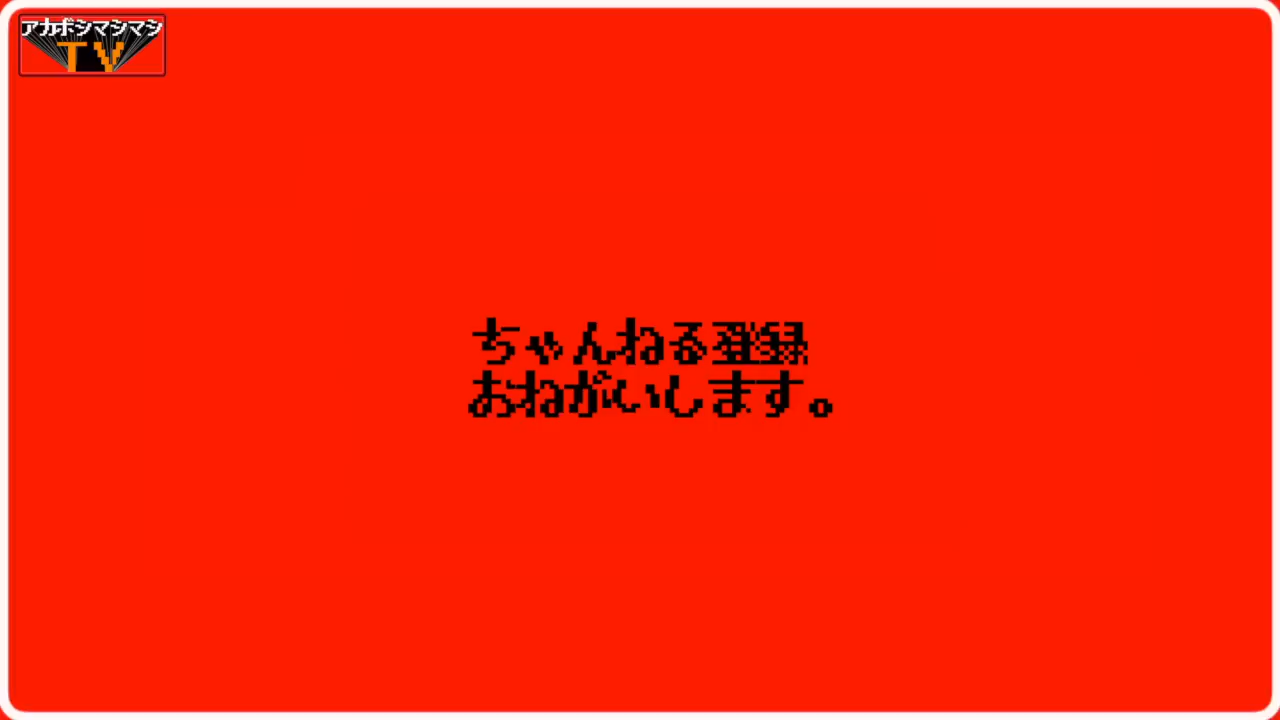 アカボシマシマシ
TV
ちゃんねる登録
おねがいします。